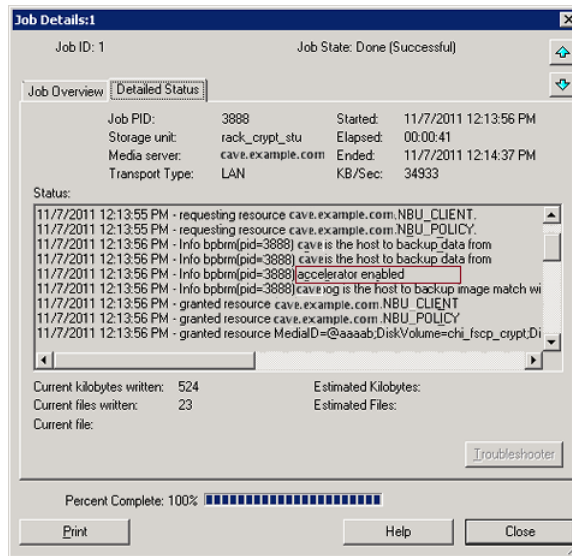 Job Details:1
Job ID: 1 Job State: Done (Successful)
Job Overview Detailed Status
Job PID: 3888 Started: 11/7/2011 12:13:56 PM
Storage unit: rack_crypt_stu Elapsed: 00:00:41
Media server: cave.example.com Ended: 11/7/2011 12:14:37 PM
Transport Type: LAN KB/Sec: 34933
Status:
11/7/2011 12:13:55 PM - requesting resource cave.example.com.NBU_CLIENT.
11/7/2011 12:13:55 PM - requesting resource cave.example.com.NBU_POLICY.
11/7/2011 12:13:56 PM - Info bpbrm(pid=3888) cave is the host to backup data from
11/7/2011 12:13:56 PM - Info bpbrm(pid=3888) cave is the host to backup data from
11/7/2011 12:13:56 PM - Info bpbrm(pid=3888) accelerator enabled
11/7/2011 12:13:56 PM - Info bpbrm(pid=3888) cave log is the host to backup image match wi
11/7/2011 12:13:56 PM - granted resource cave.example.com.NBU_CLIENT
11/7/2011 12:13:56 PM - granted resource cave.example.com.NBU_POLICY
11/7/2011 12:13:56 PM - granted resource MediaID=@aaaab;DiskVolume=chi_fscp_crypt;Di
Current kilobytes written: 524 Estimated Kilobytes:
Current files written: 23 Estimated Files:
Current file:
Troubleshooter
Percent Complete: 100%
Print Help Close